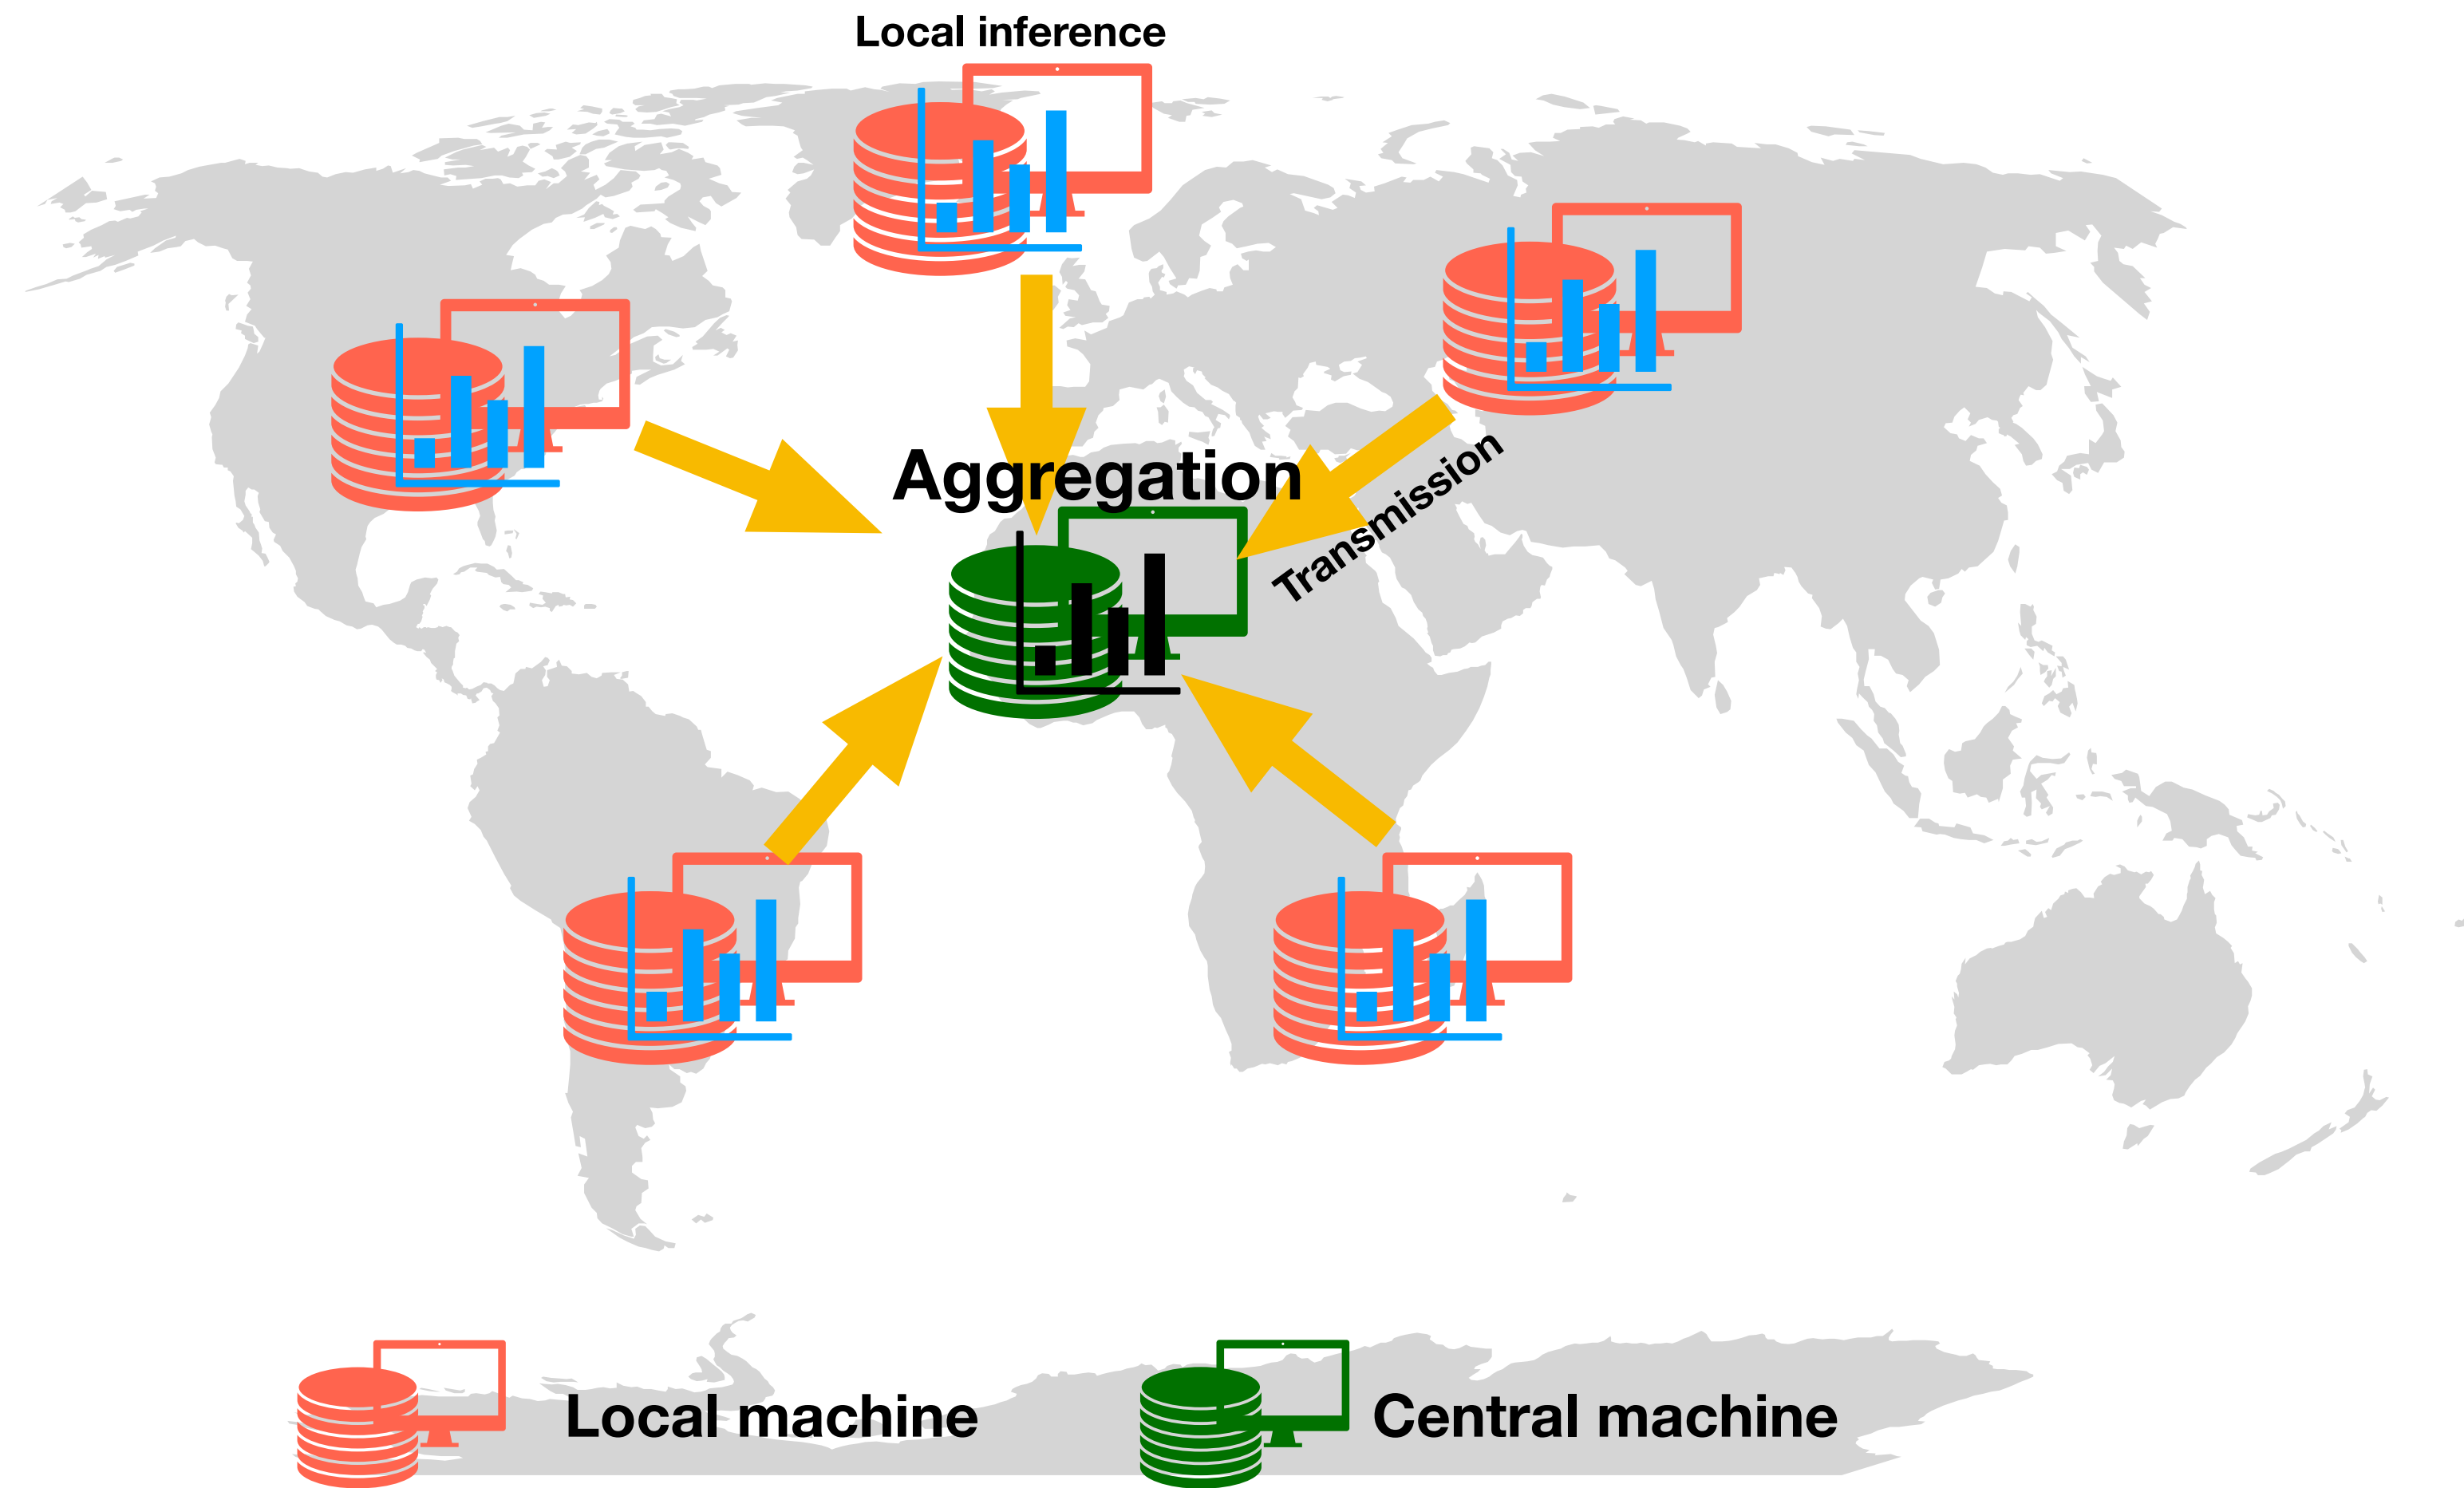 Local inference
Aggregation
Transmission
Local machine
Central machine